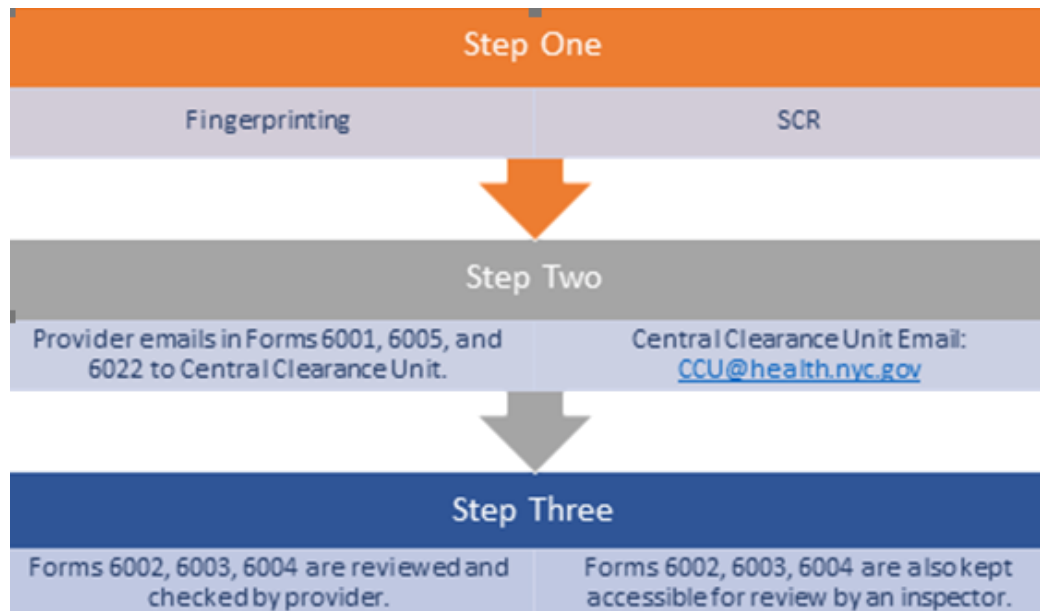 Step One
Fingerprinting
SCR
Step Two
Provider emails in Forms 6001, 6005, and
6022 to Central Clearance Unit.
Central Clearance Unit Email:
CCU@health.nyc.gov
Step Three
Forms 6002, 6003, 6004 are reviewed and
checked by provider.
Forms 6002, 6003, 6004 are also kept
accessible for review by an inspector.